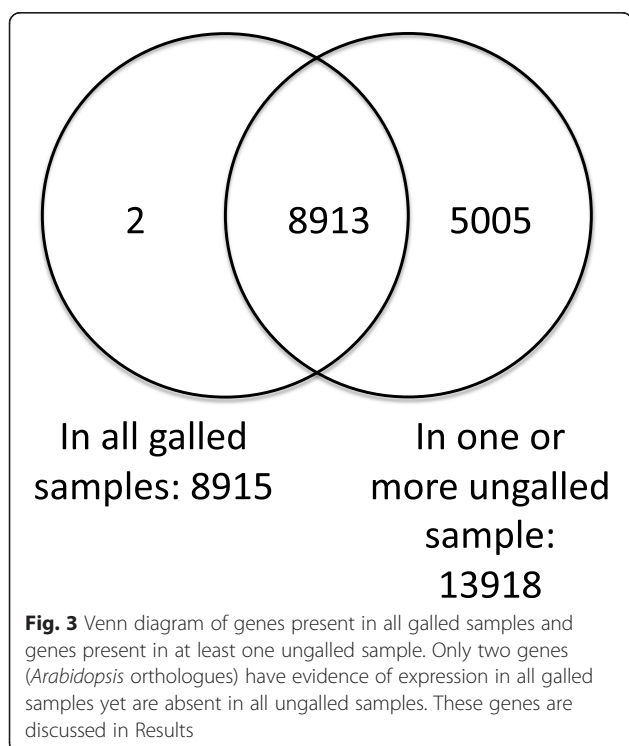 2
8913
5005
In all galled
samples: 8915
In one or
more ungalled
sample:
13918
Fig. 3 Venn diagram of genes present in all galled samples and
genes present in at least one ungalled sample. Only two genes
(Arabidopsis orthologues) have evidence of expression in all galled
samples yet are absent in all ungalled samples. These genes are
discussed in Results